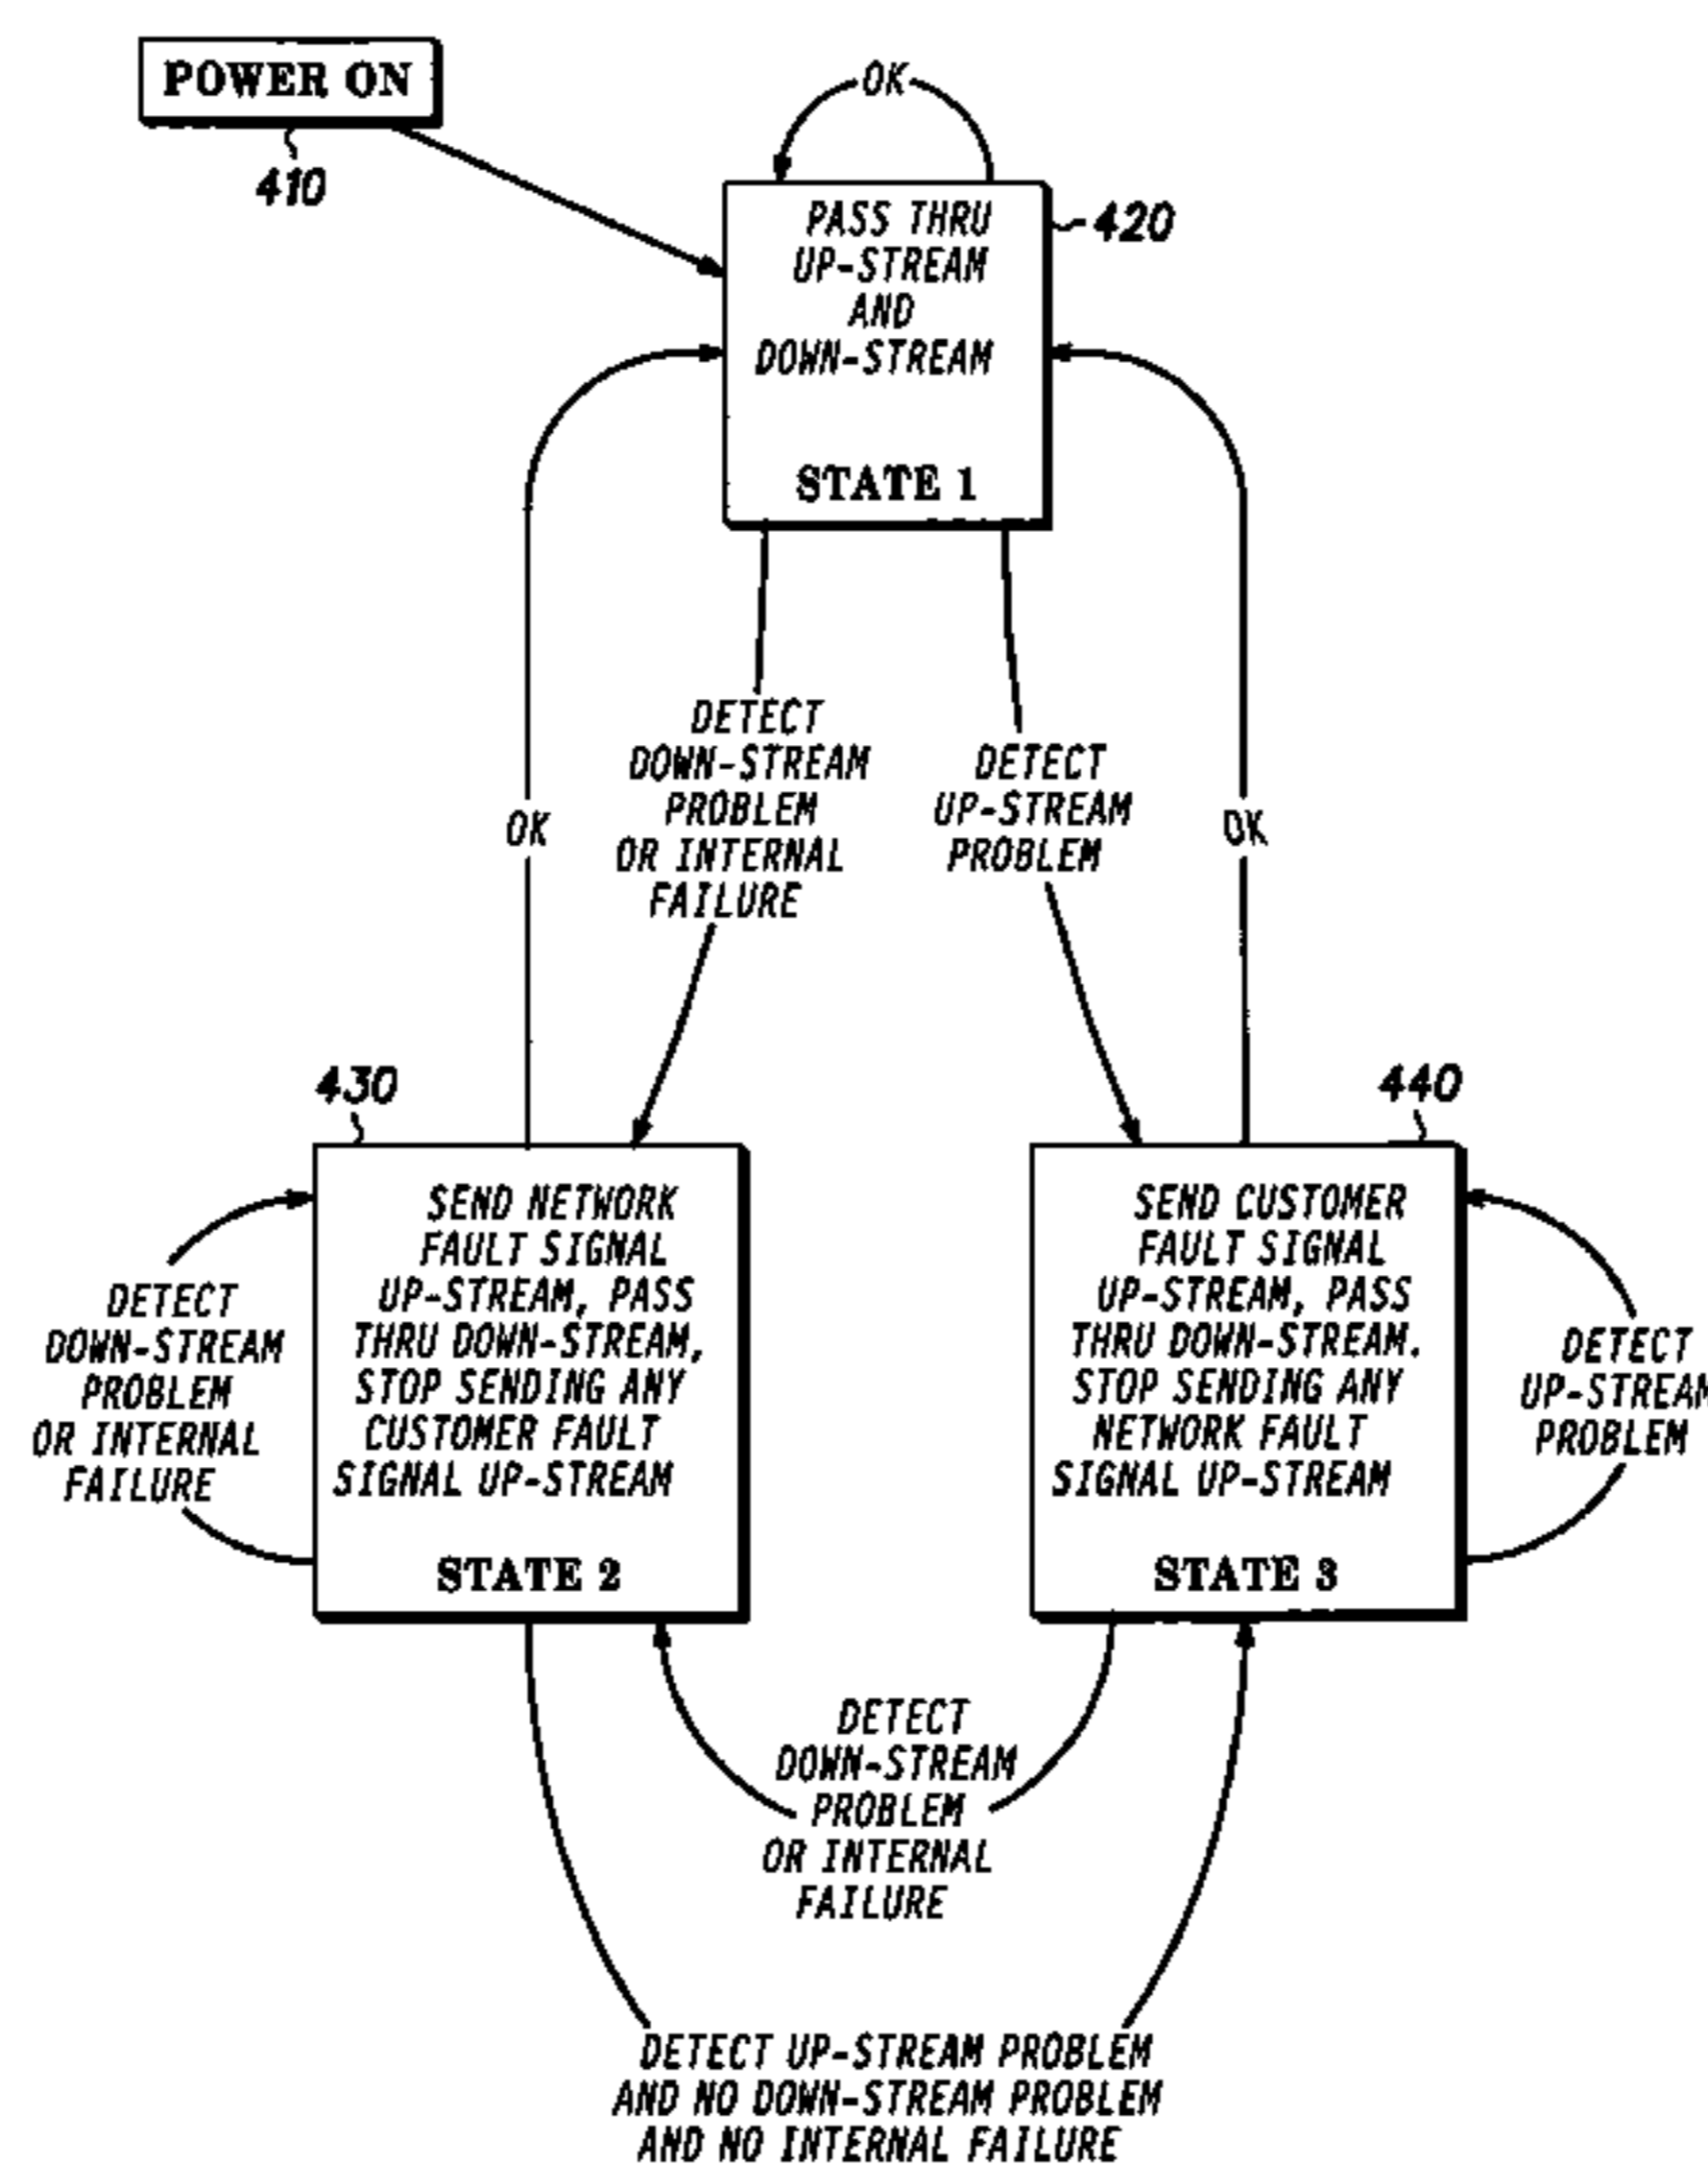 POWER ON
410
OK
PASS THRU
UP-STREAM
AND
DOWN-STREAM
STATE 1
420
DETECT
DOWN-STREAM
PROBLEM
OR INTERNAL
FAILURE
DETECT
UP-STREAM
PROBLEM
OK
OK
430
440
SEND NETWORK
FAULT SIGNAL
UP-STREAM, PASS
THRU DOWN-STREAM,
STOP SENDING ANY
CUSTOMER FAULT
SIGNAL UP-STREAM
STATE 2
DETECT
DOWN-STREAM
PROBLEM
OR INTERNAL
FAILURE
SEND CUSTOMER
FAULT SIGNAL
UP-STREAM, PASS
THRU DOWN-STREAM.
STOP SENDING ANY
NETWORK FAULT
SIGNAL UP-STREAM
STATE 3
DETECT
UP-STREAM
PROBLEM
DETECT
DOWN-STREAM
PROBLEM
OR INTERNAL
FAILURE
DETECT UP-STREAM PROBLEM
AND NO DOWN-STREAM PROBLEM
AND NO INTERNAL FAILURE